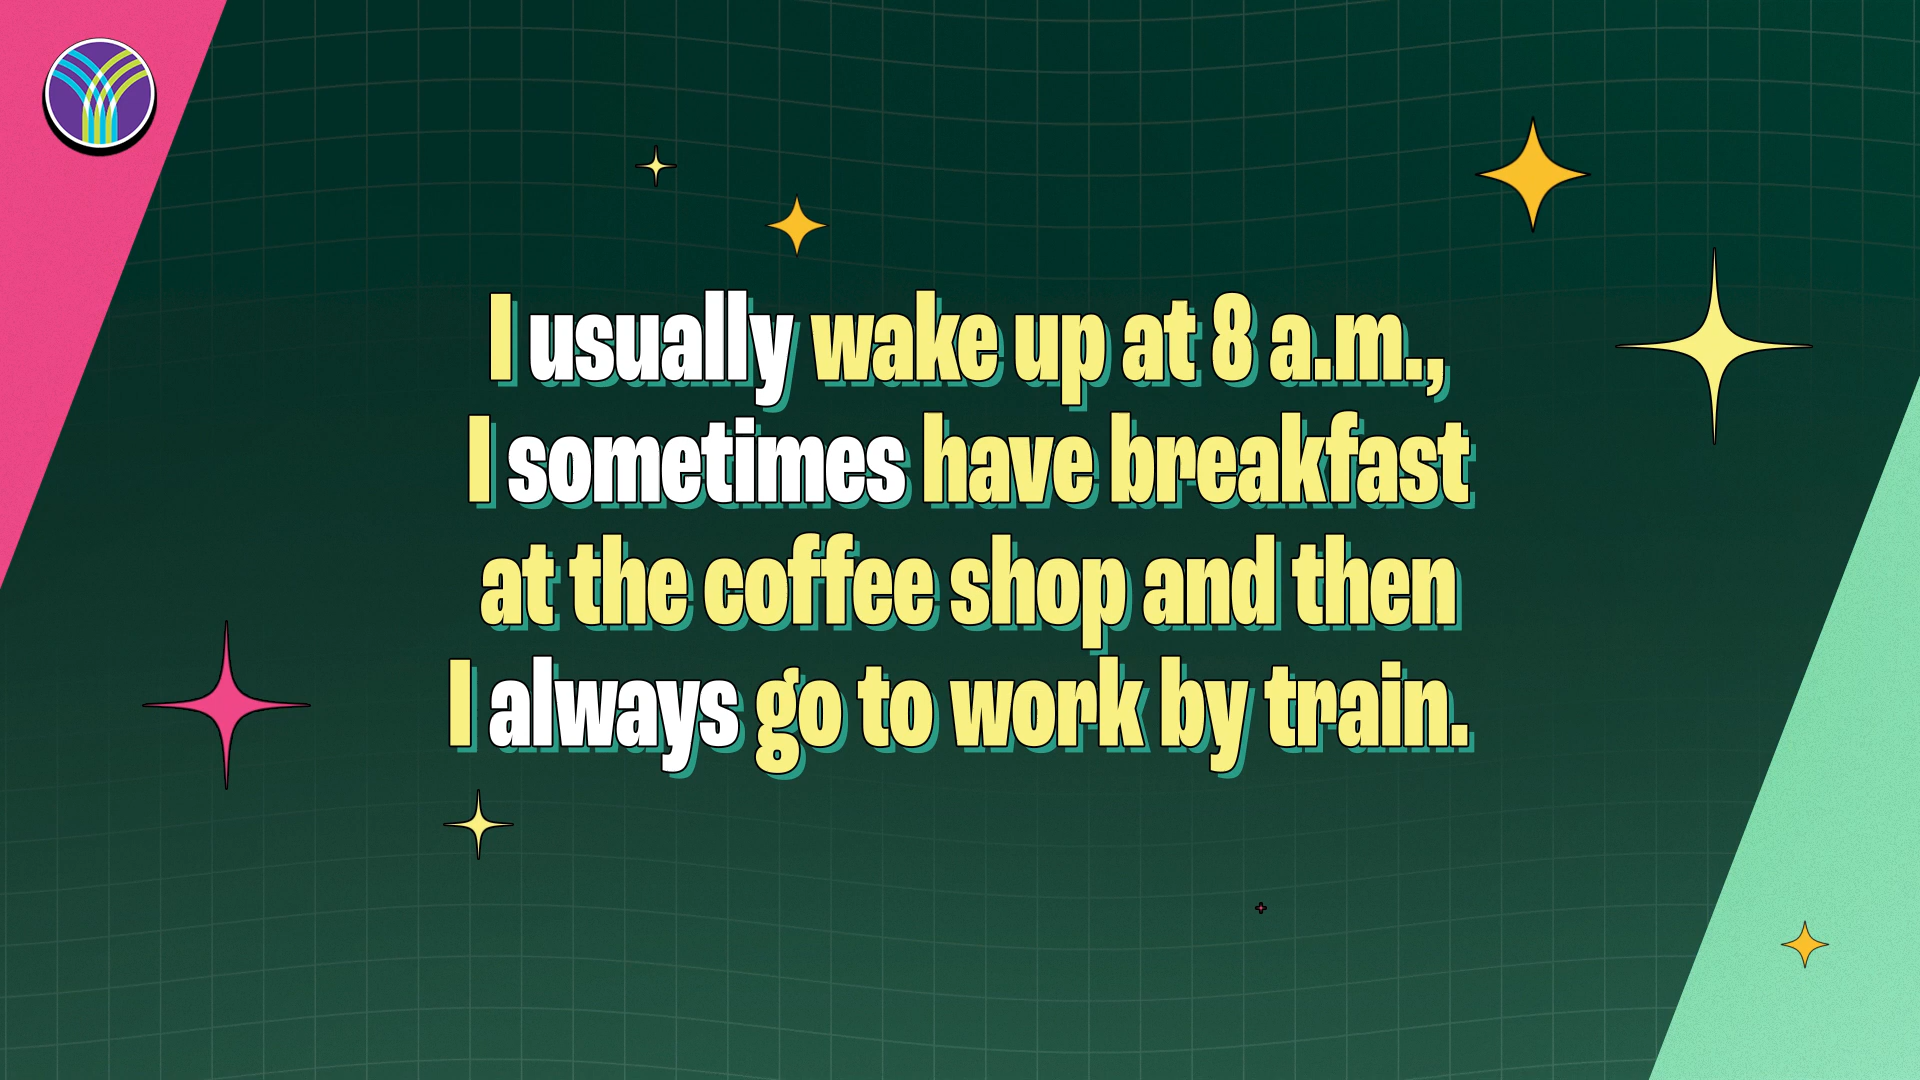 I usually wake up at 8 a.m.,
I sometimes have breakfast
at the coffee shop and then
I always go to work by train.